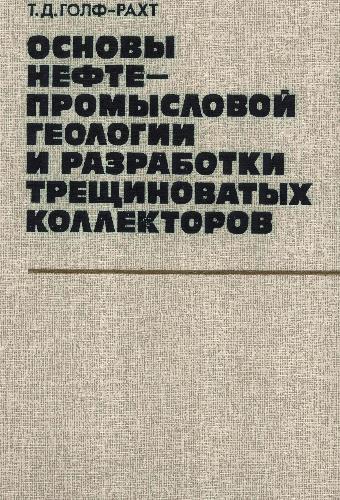 Т.Д.ГОЛФ-РАХТ
ОСНОВЫ
НЕФТЕ—
ПРОМЫСЛОВОЙ
ГЕОЛОГИИ
И РАЗРАБОТКИ
ТРЕЩИНОВАТЫХ
КОЛЛЕКТОРОВ